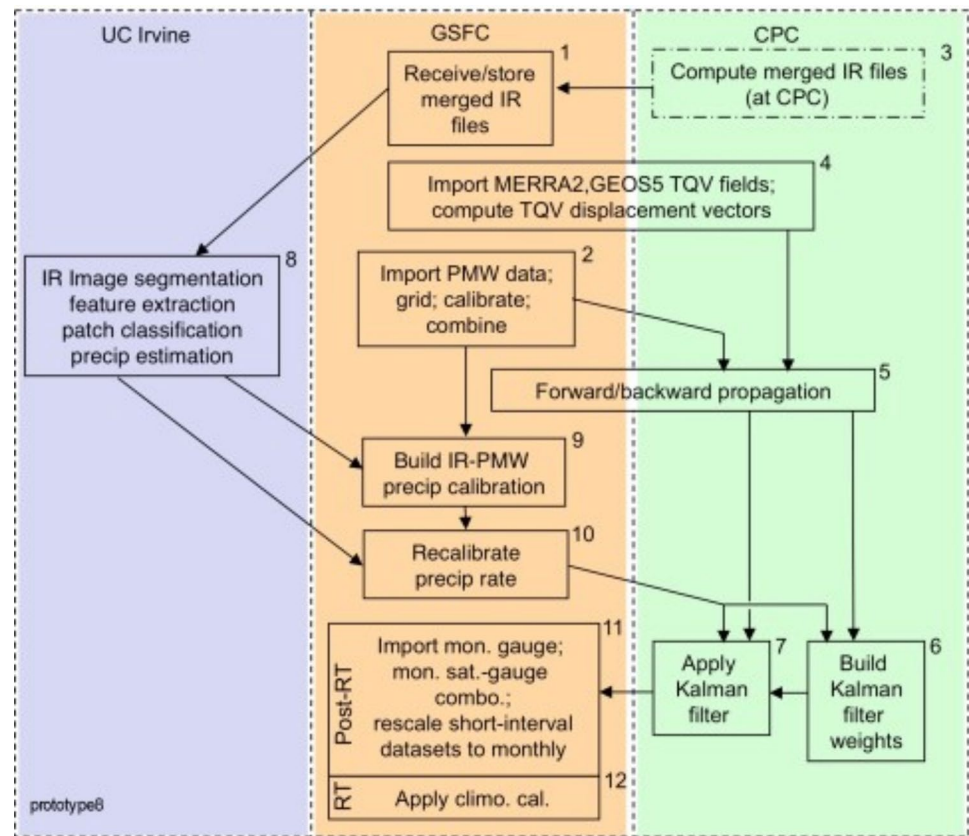 UC Irvine
GSFC
CPC
1
Receive/store
merged IR
files
3
Compute merged IR files
(at CPC)
4
Import MERRA2,GEOS5 TQV fields;
compute TQV displacement vectors
8
IR Image segmentation
feature extraction
patch classification
precip estimation
2
Import PMW data;
grid; calibrate;
combine
5
Forward/backward propagation
9
Build IR-PMW
precip calibration
10
Recalibrate
precip rate
11
Post-RT
Import mon. gauge;
mon. sat.-gauge
combo.;
rescale short-interval
datasets to monthly
7
Apply
Kalman
filter
6
Build
Kalman
filter
weights
12
RT
Apply climo. cal.
prototype8